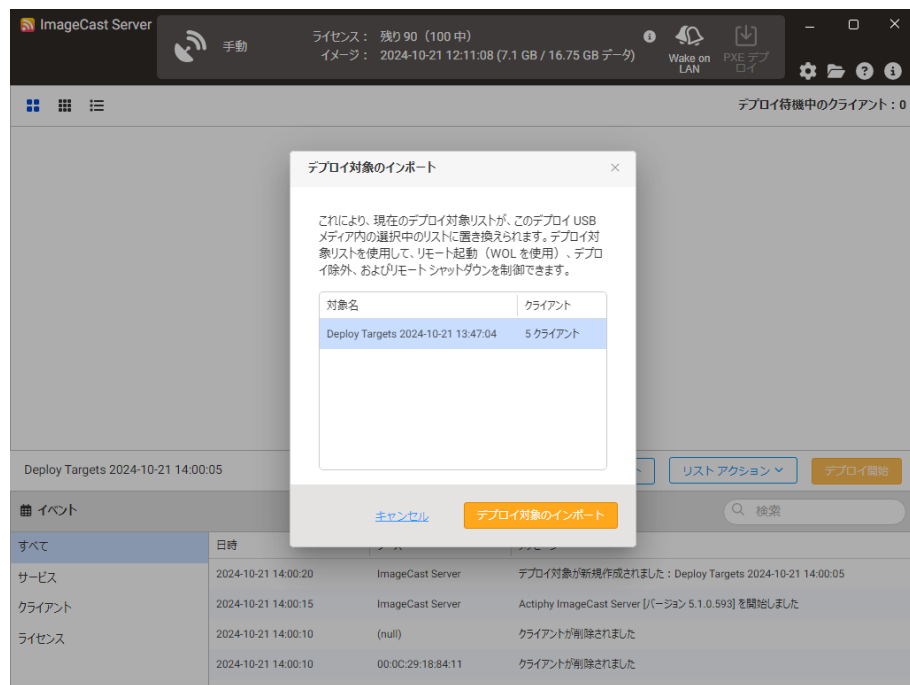 ImageCast Server
手動
ライセンス： 残り 90（100 中）
イメージ： 2024-10-21 12:11:08 (7.1 GB / 16.75 GB データ)
Wake on
LAN
PXE デプ
ロイ
デプロイ待機中のクライアント：0
デプロイ対象のインポート
これにより、現在のデプロイ対象リストが、このデプロイ USB
メディア内の選択中のリストに置き換えられます。デプロイ対
象リストを使用して、リモート起動（WOL を使用）、デプロ
イ除外、およびリモート シャットダウンを制御できます。
対象名 クライアント
Deploy Targets 2024-10-21 13:47:04 5 クライアント
キャンセル デプロイ対象のインポート
Deploy Targets 2024-10-21 14:00:05
リスト アクション デプロイ開始
イベント 検索
すべて
サービス
クライアント
ライセンス
日時
2024-10-21 14:00:20 ImageCast Server デプロイ対象が新規作成されました：Deploy Targets 2024-10-21 14:00:05
2024-10-21 14:00:15 ImageCast Server Actiphy ImageCast Server [バージョン 5.1.0.593] を開始しました
2024-10-21 14:00:10 (null) クライアントが削除されました
2024-10-21 14:00:10 00:0C:29:18:84:11 クライアントが削除されました